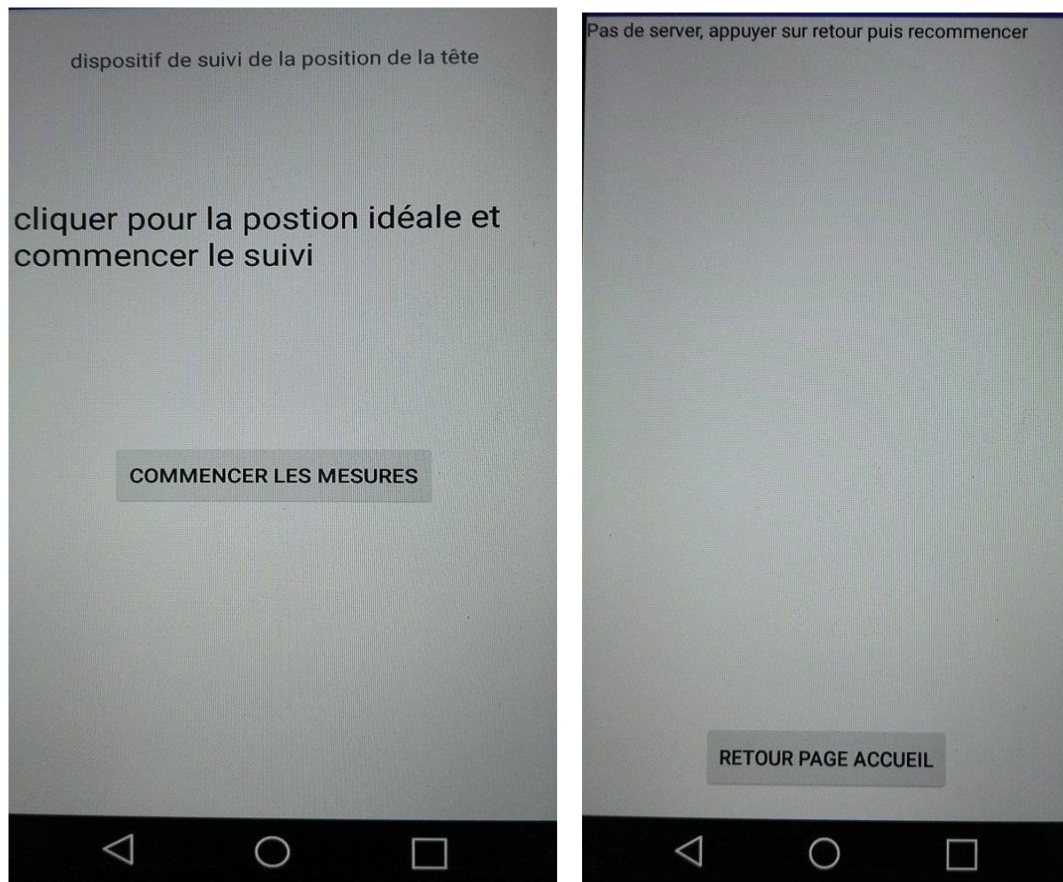 dispositif de suivi de la position de la tête
cliquer pour la postion idéale et
commencer le suivi
COMMENCER LES MESURES
Pas de server, appuyer sur retour puis recommencer
RETOUR PAGE ACCUEIL